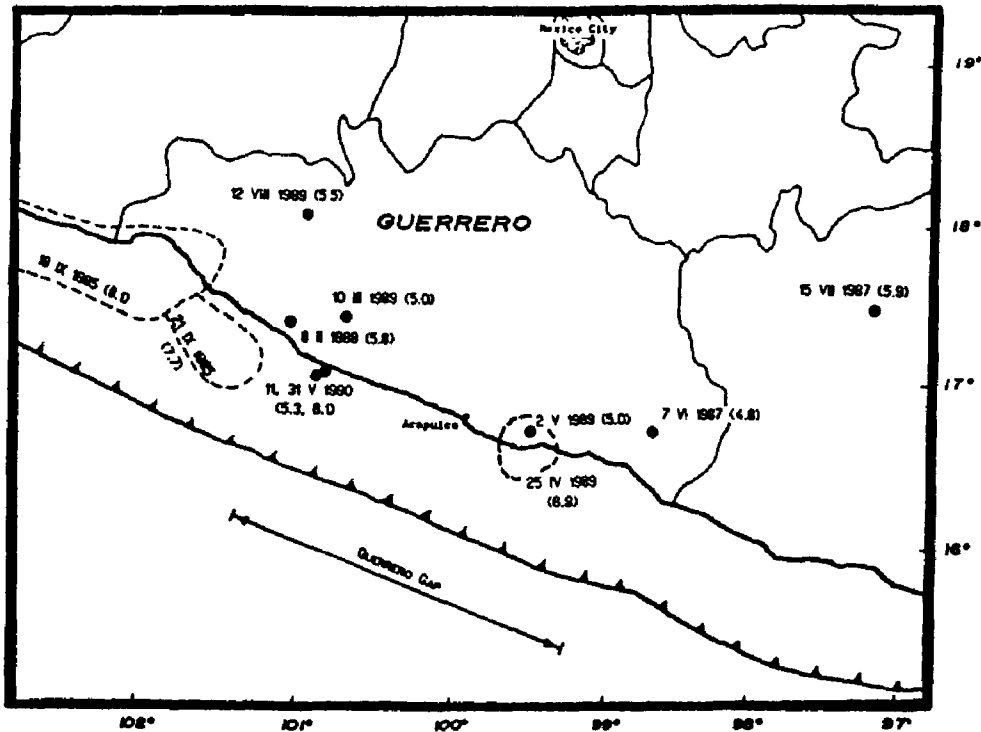 Mexico City
19°
12 VIII 1989 (5.5)
GUERRERO
18°
19 IX 1985 (8.1)
10 III 1989 (5.0)
15 VII 1987 (5.9)
8 II 1988 (5.8)
21 IX 1985
(7.7)
17°
11, 31 V 1990
(5.3, 6.1)
Acapulco
2 V 1989 (5.0)
7 VI 1987 (4.8)
25 IV 1989
(6.9)
16°
GUERRERO GAP
102°
101°
100°
99°
98°
97°